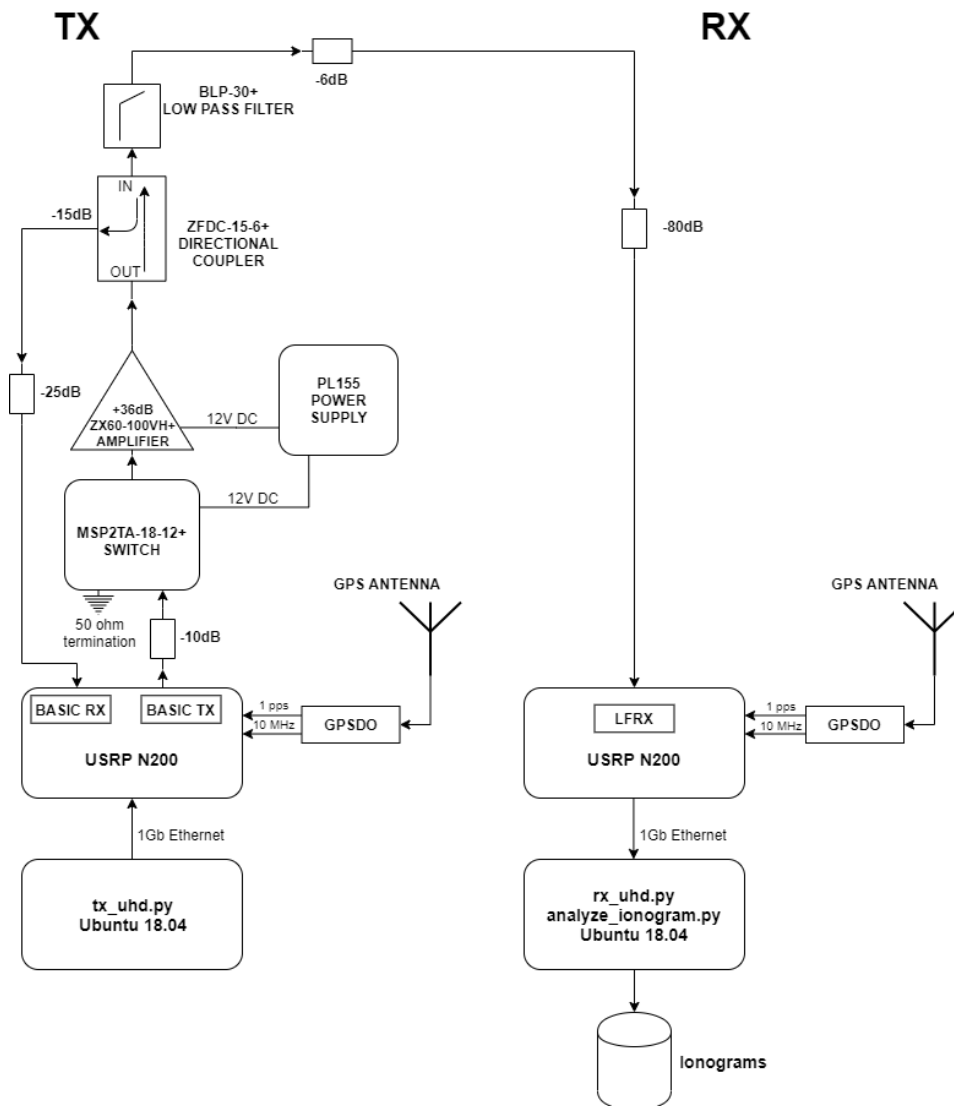 TX
RX
-6dB
BLP-30+
LOW PASS FILTER
IN
-15dB
ZFDC-15-6+
DIRECTIONAL
COUPLER
OUT
-80dB
-25dB
+36dB
ZX60-100VH+
AMPLIFIER
12V DC
PL155
POWER
SUPPLY
12V DC
MSP2TA-18-12+
SWITCH
50 ohm
termination
-10dB
GPS ANTENNA
GPS ANTENNA
BASIC RX
BASIC TX
USRP N200
1 pps
10 MHz
GPSDO
LFRX
USRP N200
1 pps
10 MHz
GPSDO
1Gb Ethernet
1Gb Ethernet
tx_uhd.py
Ubuntu 18.04
rx_uhd.py
analyze_ionogram.py
Ubuntu 18.04
Ionograms